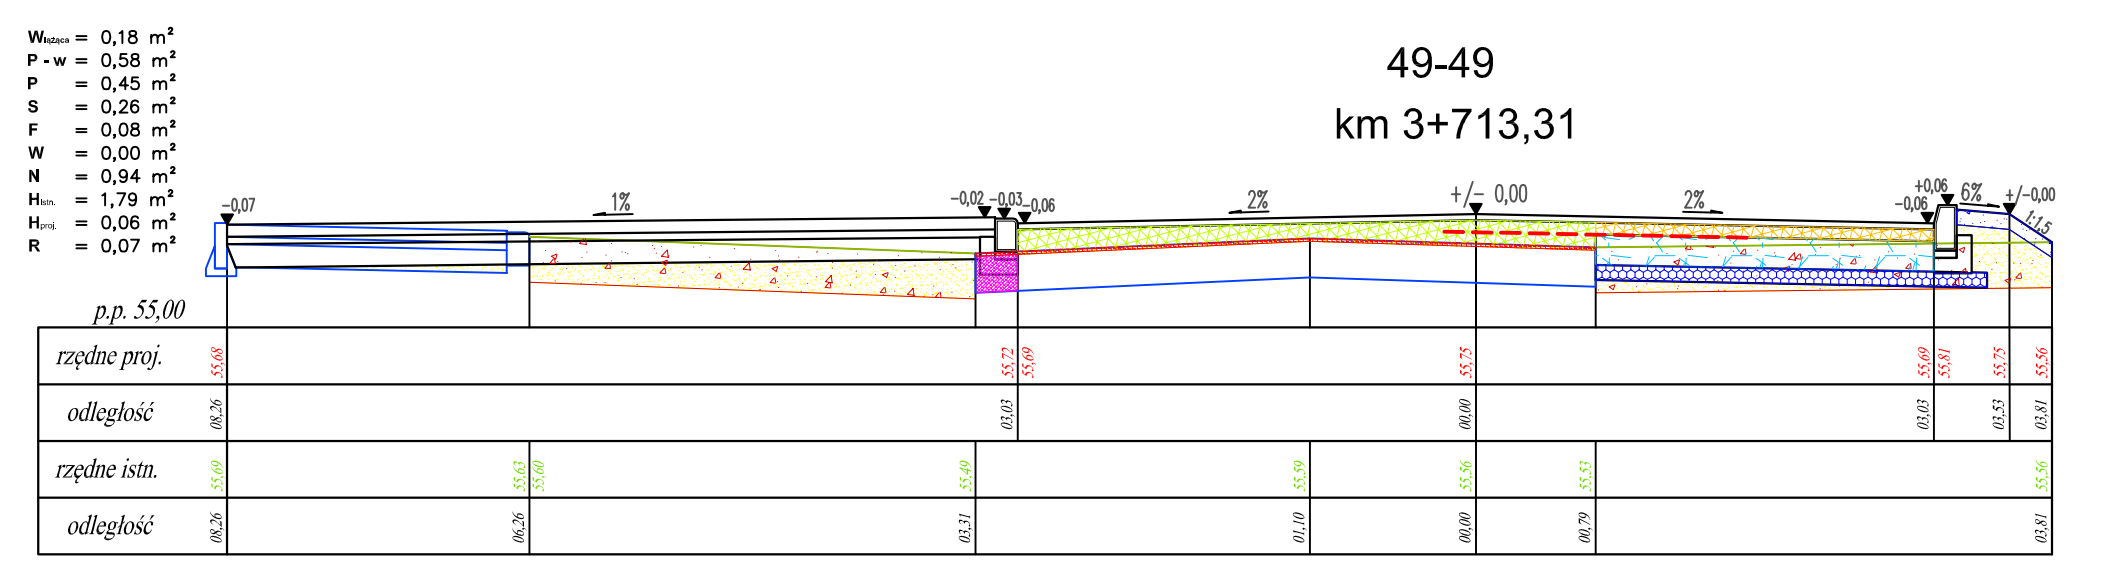 Wiążąca = 0,18 m²
P - w = 0,58 m²
P = 0,45 m²
S = 0,26 m²
F = 0,08 m²
W = 0,00 m²
N = 0,94 m²
Histn. = 1,79 m²
Hproj. = 0,06 m²
R = 0,07 m²
49-49
km 3+713,31
-0,07 1% -0,02 -0,03 -0,06 2% +/- 0,00 2% -0,06 +0,06 6% +/-0,00 1:1,5
p.p. 55,00
rzędne proj. 55,68 55,72 55,69 55,75 55,69 55,81 55,75 55,56
odległość 08,26 03,03 00,00 03,03 03,53 03,81
rzędne istn. 55,69 55,63 55,60 55,49 55,59 55,56 55,53 55,56
odległość 08,26 06,26 03,31 01,10 00,00 00,79 03,81